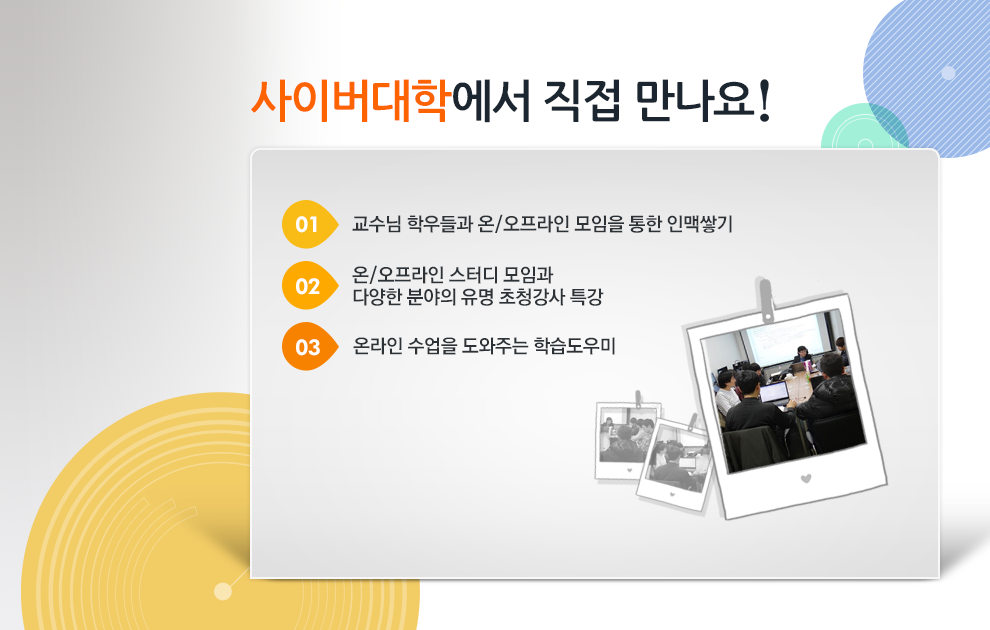 사이버대학에서 직접 만나요!
01 교수님 학우들과 온/오프라인 모임을 통한 인맥쌓기
02 온/오프라인 스터디 모임과
다양한 분야의 유명 초청강사 특강
03 온라인 수업을 도와주는 학습도우미